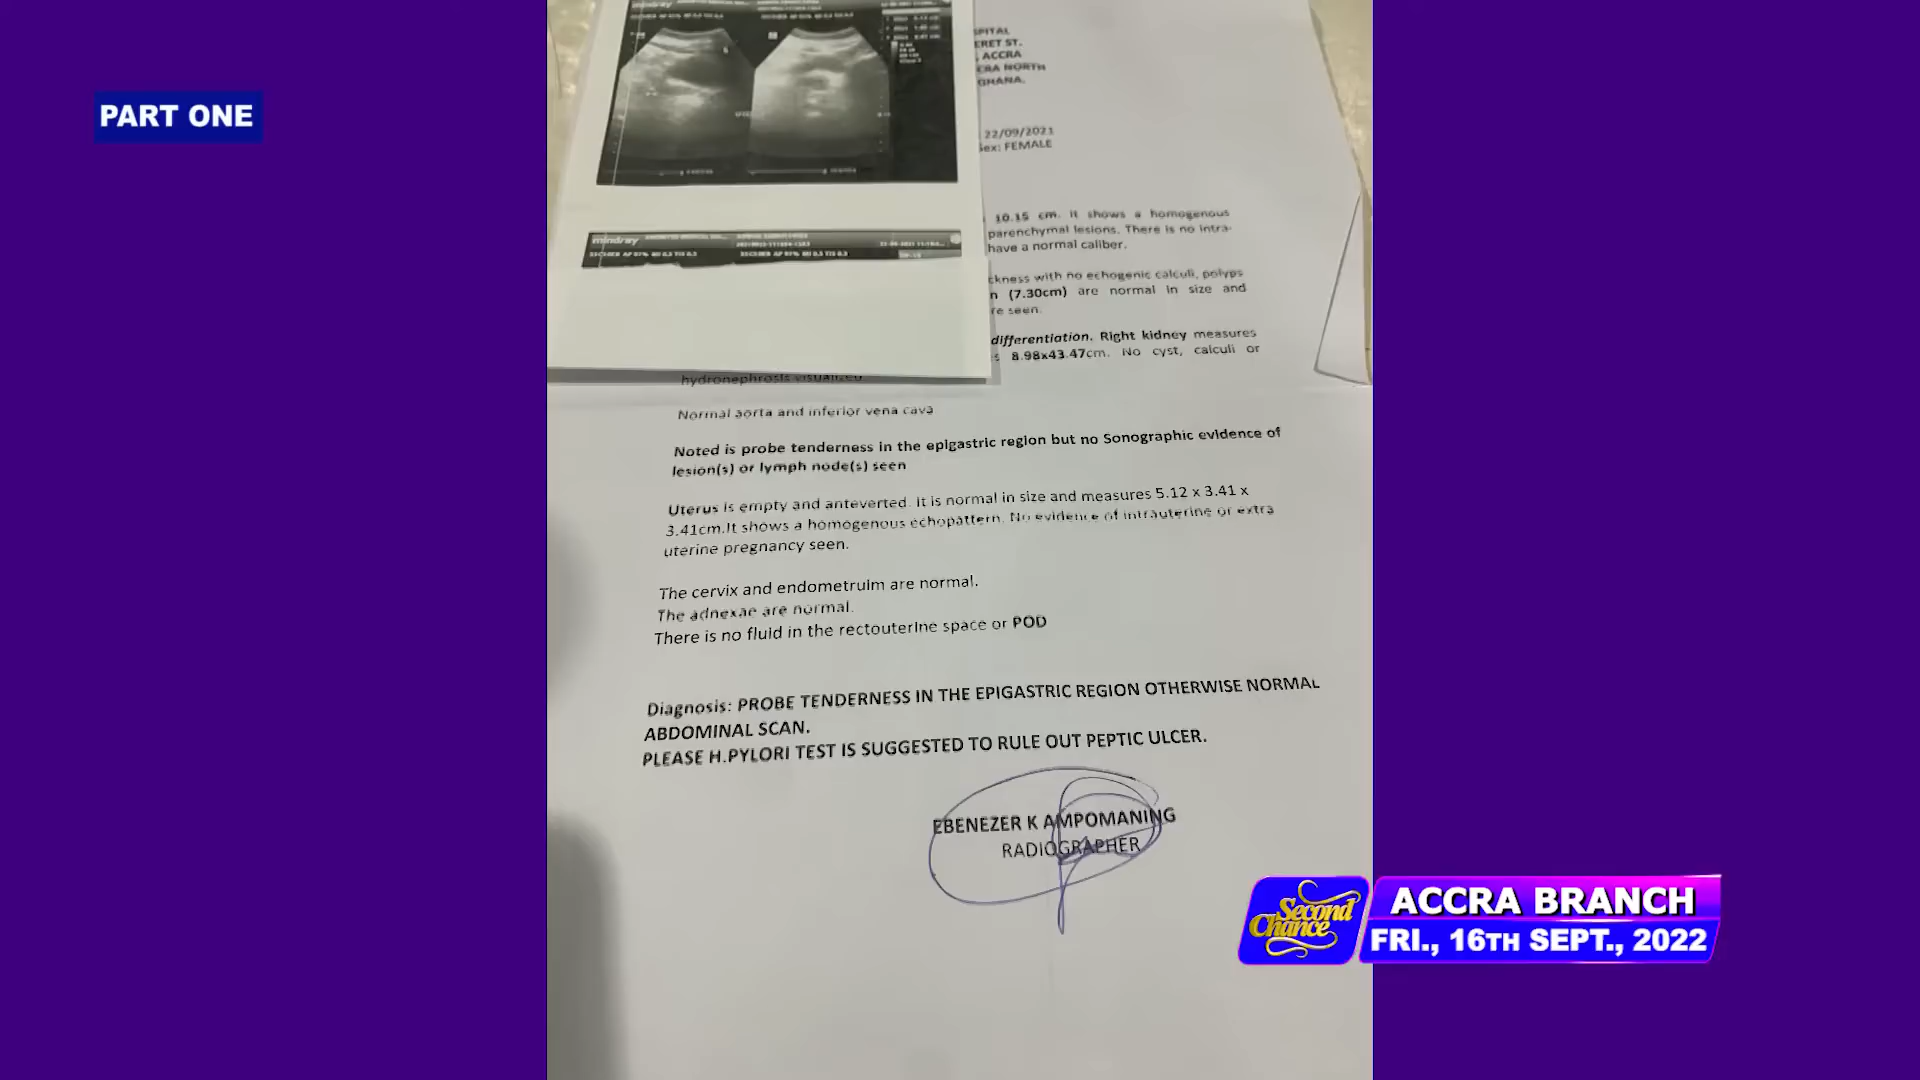 PART ONE
mindray
PITAL
ERET ST.
, ACCRA
CRA NORTH
GHANA.
22/09/2021
Sex: FEMALE
mindray
10.15 cm. It shows a homogenous
parenchymal lesions. There is no intra-
have a normal caliber.
ckness with no echogenic calculi, polyps
n (7.30cm) are normal in size and
re seen.
differentiation. Right kidney measures
s 8.98x43.47cm. No cyst, calculi or
hydronephrosis visualized
Normal aorta and inferior vena cava
Noted is probe tenderness in the epigastric region but no Sonographic evidence of
lesion(s) or lymph node(s) seen
Uterus is empty and anteverted. It is normal in size and measures 5.12 x 3.41 x
3.41cm.It shows a homogenous echopattern. No evidence of intrauterine or extra
uterine pregnancy seen.
The cervix and endometruim are normal.
The adnexae are normal.
There is no fluid in the rectouterine space or POD
Diagnosis: PROBE TENDERNESS IN THE EPIGASTRIC REGION OTHERWISE NORMAL
ABDOMINAL SCAN.
PLEASE H.PYLORI TEST IS SUGGESTED TO RULE OUT PEPTIC ULCER.
EBENEZER K AMPOMANING
RADIOGRAPHER
Second
Chance
ACCRA BRANCH
FRI., 16TH SEPT., 2022